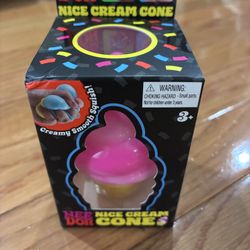 NICE CREAM CONE
Creamy Smooth Squish!
WARNING:
CHOKING HAZARD - Small parts.
Not for children under 3 years.
3+
NEE NICE CREAM
DOH CONES